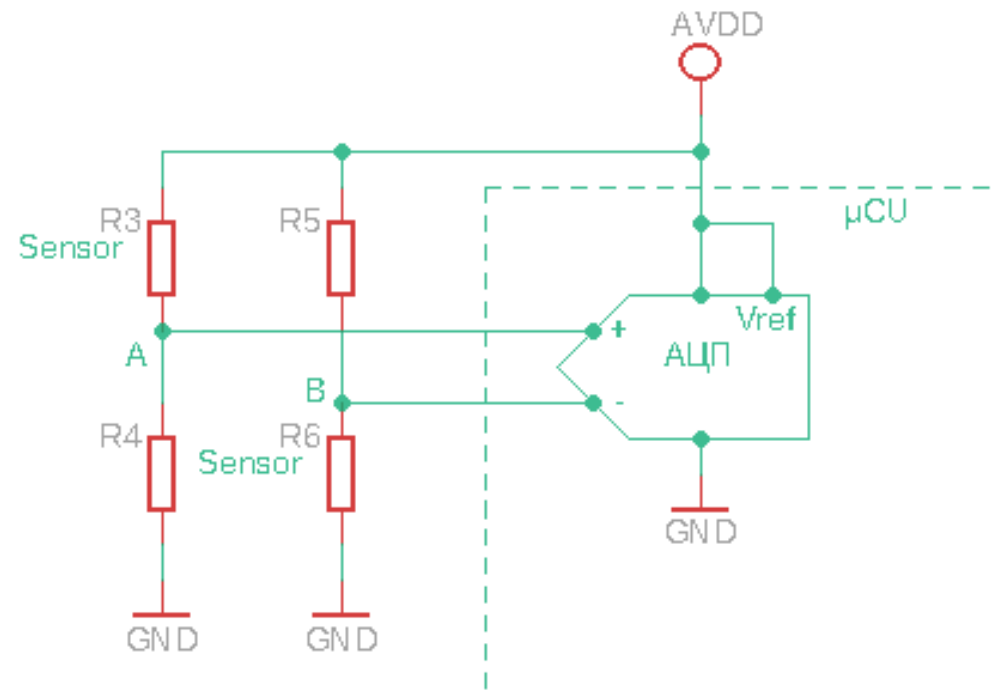 AVDD
µCU
R3
Sensor
R5
Vref
+
АЦП
A
B
-
R4
R6
Sensor
GND
GND
GND